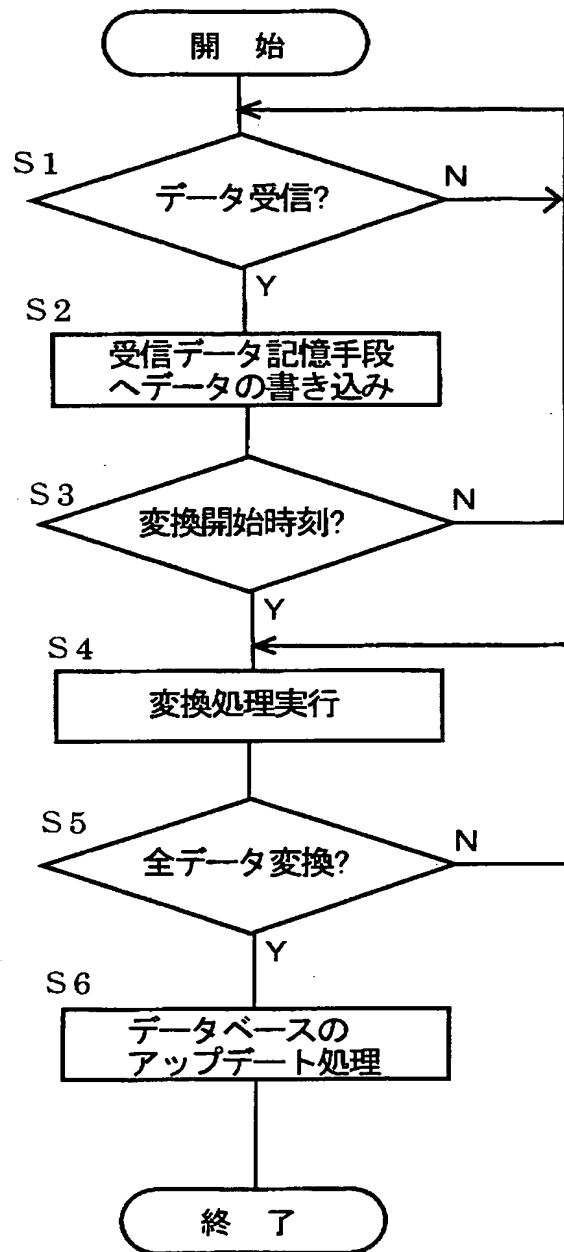 開 始
S1
データ受信?
N
Y
S2
受信データ記憶手段
へデータの書き込み
S3
変換開始時刻?
N
Y
S4
変換処理実行
S5
全データ変換?
N
Y
S6
データベースの
アップデート処理
終 了